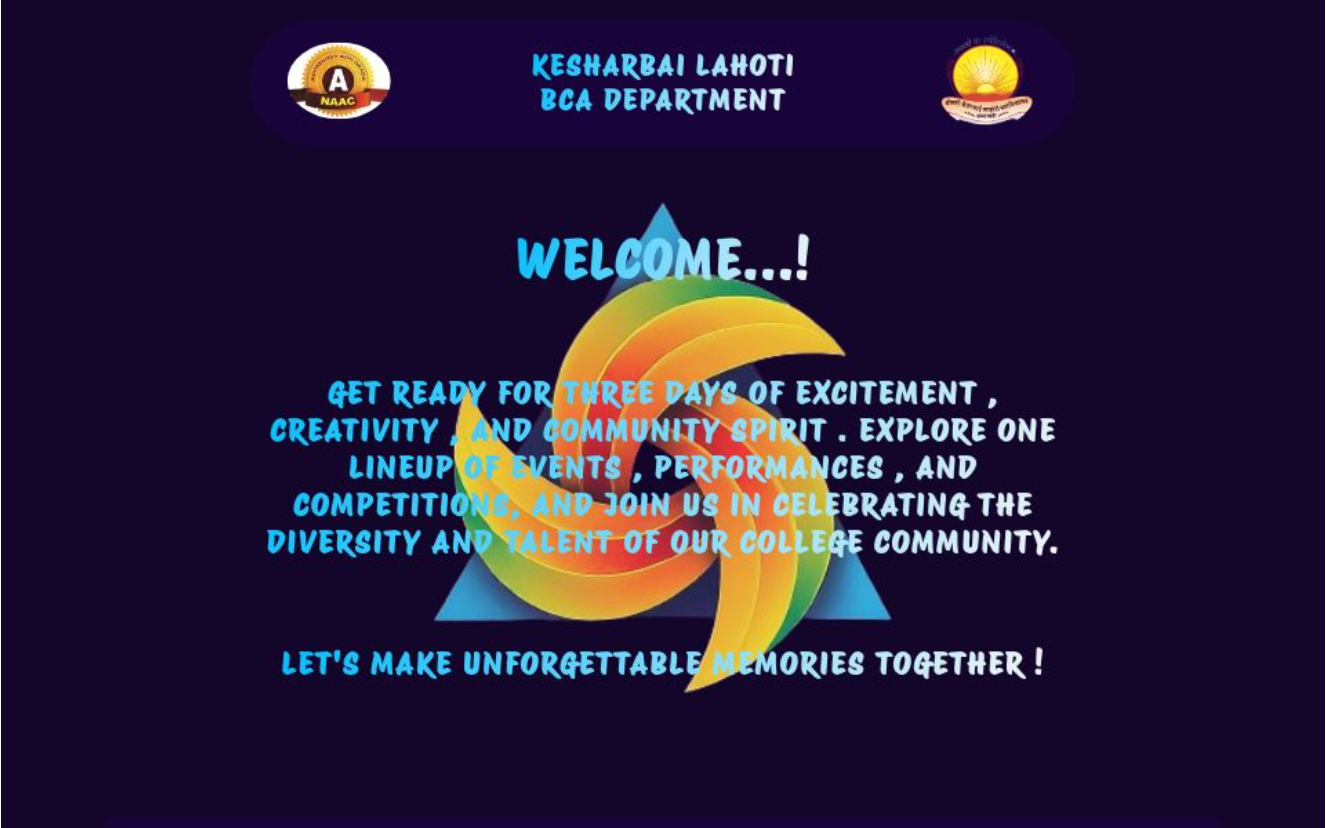 KESHARBAI LAHOTI
BCA DEPARTMENT
A
NAAC
WELCOME...!
GET READY FOR THREE DAYS OF EXCITEMENT ,
CREATIVITY , AND COMMUNITY SPIRIT . EXPLORE ONE
LINEUP OF EVENTS , PERFORMANCES , AND
COMPETITIONS, AND JOIN US IN CELEBRATING THE
DIVERSITY AND TALENT OF OUR COLLEGE COMMUNITY.
LET'S MAKE UNFORGETTABLE MEMORIES TOGETHER !